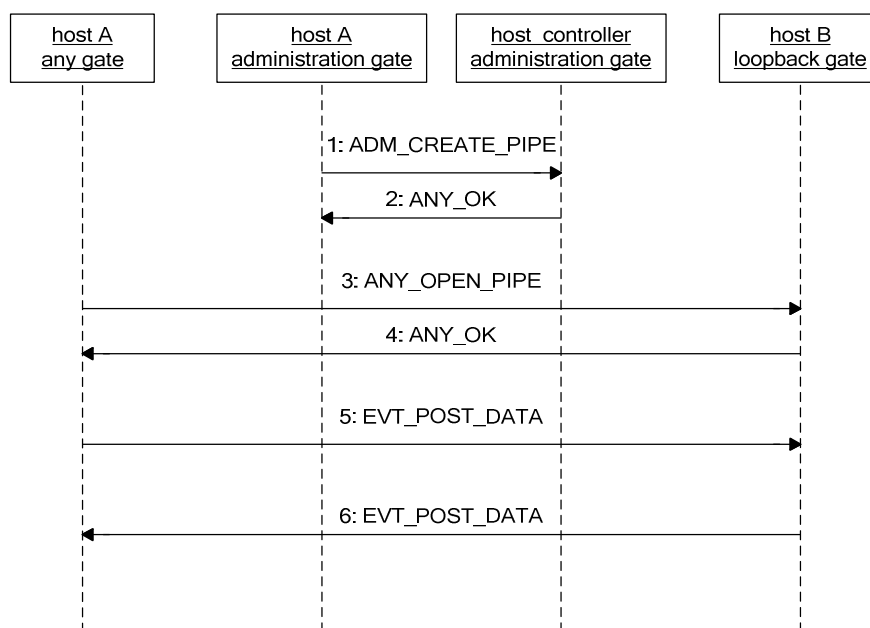 host A
any gate
host A
administration gate
host controller
administration gate
host B
loopback gate
1: ADM_CREATE_PIPE
2: ANY_OK
3: ANY_OPEN_PIPE
4: ANY_OK
5: EVT_POST_DATA
6: EVT_POST_DATA